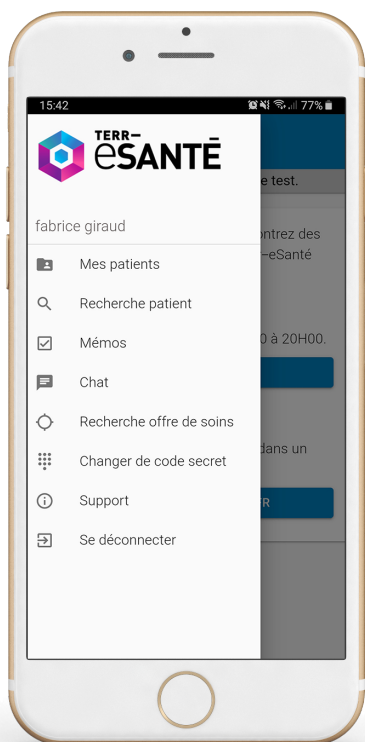 15:42
77%
TERR-
eSANTÉ
e test.
fabrice giraud
ontrez des
-eSanté
Mes patients
Recherche patient
Mémos
0 à 20H00.
Chat
Recherche offre de soins
dans un
Changer de code secret
Support
R
Se déconnecter